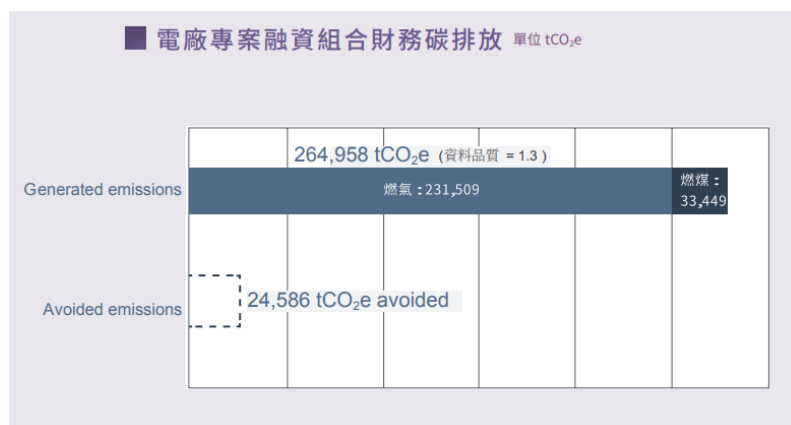 電廠專案融資組合財務碳排放 單位 tCO₂e
264,958 tCO₂e (資料品質 = 1.3 )
Generated emissions
燃氣：231,509
燃煤：
33,449
Avoided emissions
24,586 tCO₂e avoided